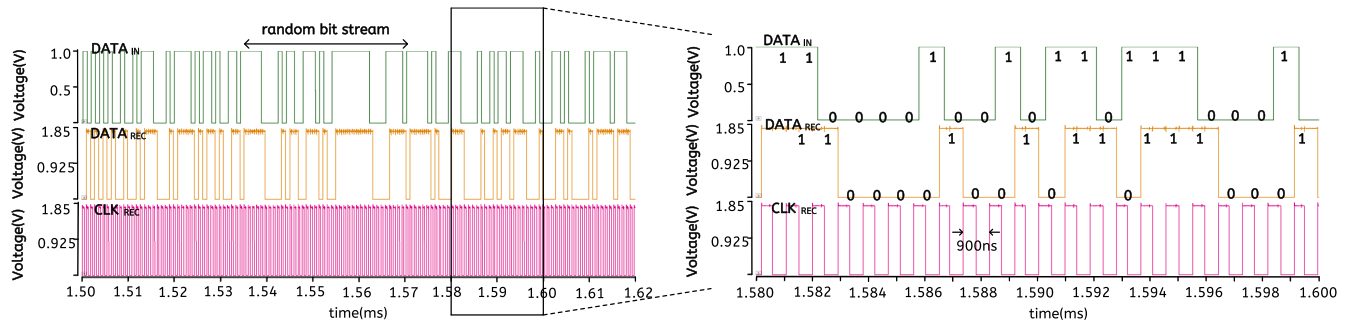 random bit stream
Voltage(V)
1.0
0.5
DATA IN
Voltage(V)
1.85
0.925
DATA REC
Voltage(V)
1.85
0.925
CLK REC
1.50 1.51 1.52 1.53 1.54 1.55 1.56 1.57 1.58 1.59 1.60 1.61 1.62
time(ms)
Voltage(V)
1.0
0.5
DATA IN
1 1 0 0 0 0 1 0 0 1 0 1 1 0 1 1 1 0 0 0 1
Voltage(V)
1.85
0.925
DATA REC
1 1 0 0 0 0 1 0 0 1 0 1 1 0 1 1 1 0 0 0 1
Voltage(V)
1.85
0.925
CLK REC
900ns
1.580 1.582 1.584 1.586 1.588 1.590 1.594 1.594 1.596 1.598 1.600
time(ms)